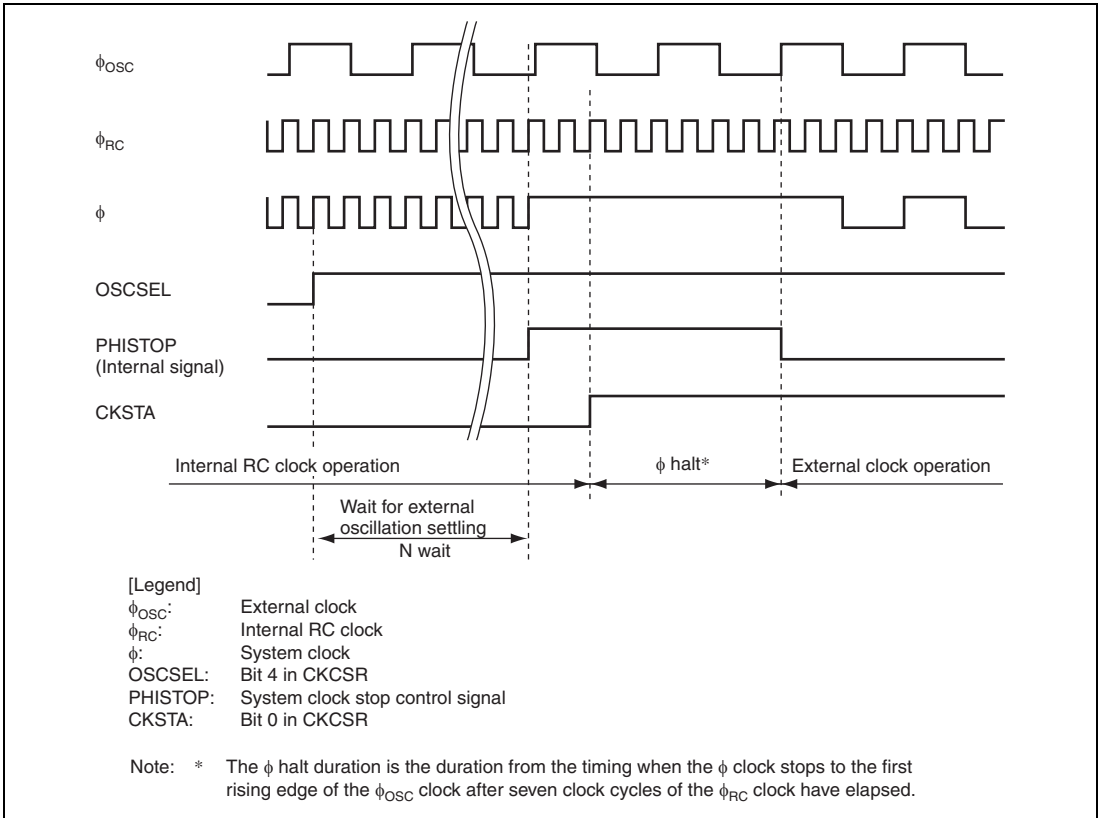 φOSC
φRC
φ
OSCSEL
PHISTOP
(Internal signal)
CKSTA
Internal RC clock operation
φ halt*
External clock operation
Wait for external
oscillation settling
N wait
[Legend]
φOSC: External clock
φRC: Internal RC clock
φ: System clock
OSCSEL: Bit 4 in CKCSR
PHISTOP: System clock stop control signal
CKSTA: Bit 0 in CKCSR
Note: * The φ halt duration is the duration from the timing when the φ clock stops to the first
rising edge of the φOSC clock after seven clock cycles of the φRC clock have elapsed.